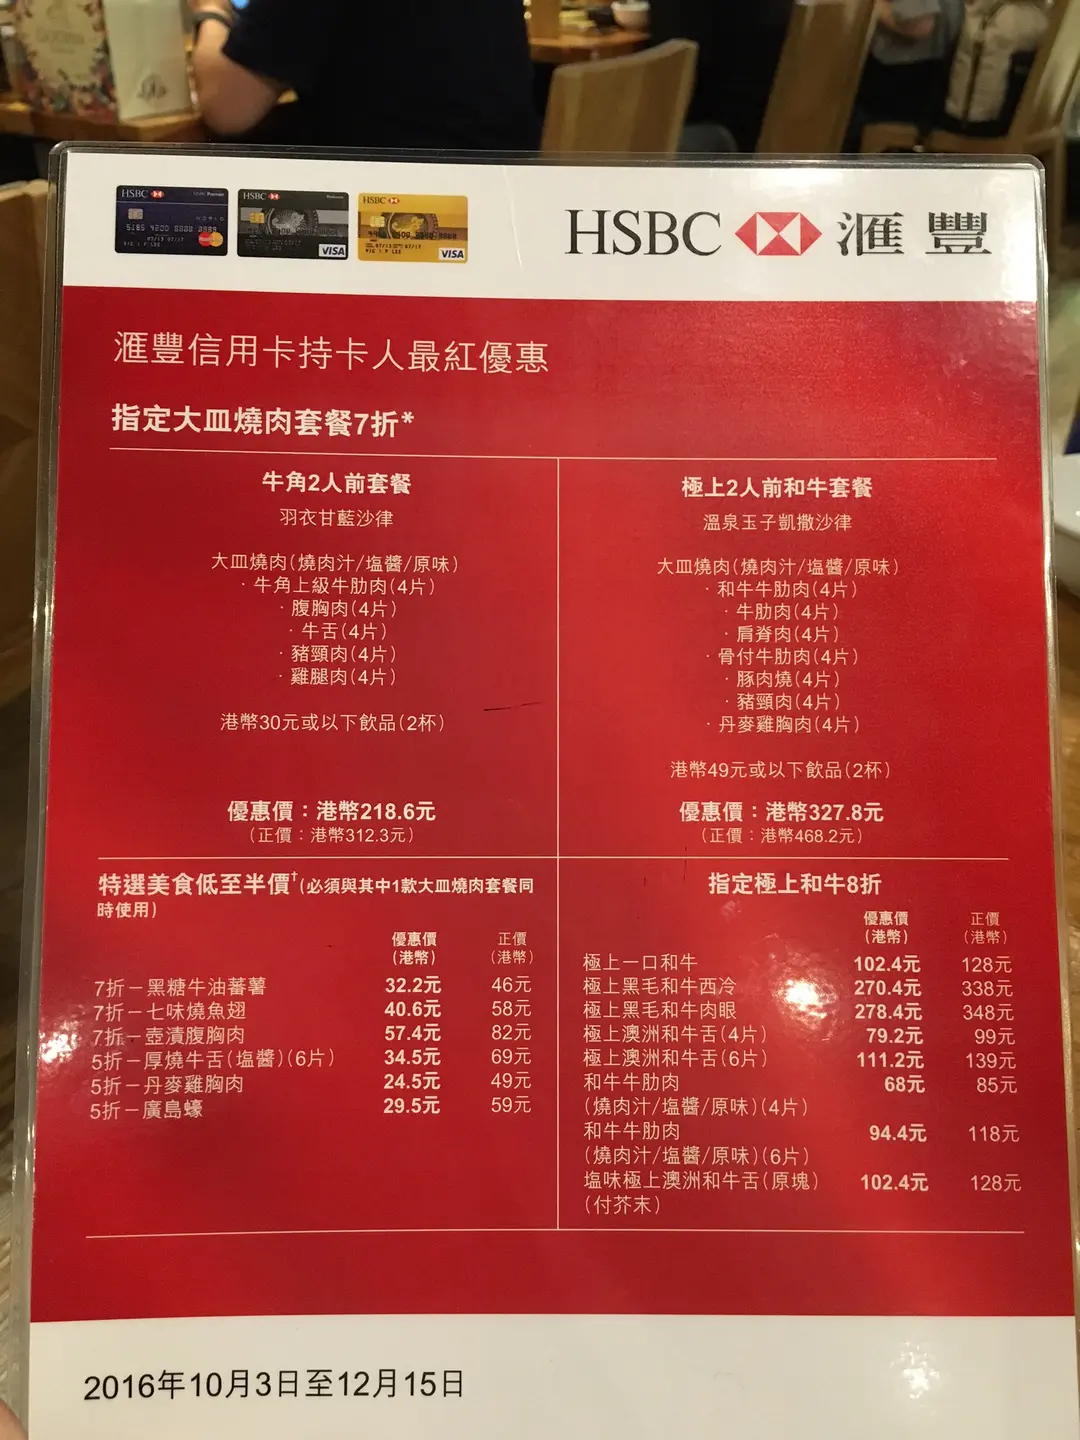 HSBC 滙豐
HSBC
HSBC
HSBC
VISA
VISA
滙豐信用卡持卡人最紅優惠
指定大皿燒肉套餐7折*
牛角2人前套餐
羽衣甘藍沙律
大皿燒肉(燒肉汁/塩醬/原味)
·牛角上級牛肋肉(4片)
·腹胸肉(4片)
·牛舌(4片)
·豬頸肉(4片)
·雞腿肉(4片)
港幣30元或以下飲品(2杯)
優惠價：港幣218.6元
(正價：港幣312.3元)
極上2人前和牛套餐
溫泉玉子凱撒沙律
大皿燒肉(燒肉汁/塩醬/原味)
·和牛牛肋肉(4片)
·牛肋肉(4片)
·肩脊肉(4片)
·骨付牛肋肉(4片)
·豚肉燒(4片)
·豬頸肉(4片)
·丹麥雞胸肉(4片)
港幣49元或以下飲品(2杯)
優惠價：港幣327.8元
(正價：港幣468.2元)
特選美食低至半價†(必須與其中1款大皿燒肉套餐同
時使用)
優惠價 正價
(港幣) (港幣)
7折－黑糖牛油蕃薯 32.2元 46元
7折－七味燒魚翅 40.6元 58元
7折－壺漬腹胸肉 57.4元 82元
5折－厚燒牛舌(塩醬)(6片) 34.5元 69元
5折－丹麥雞胸肉 24.5元 49元
5折－廣島蠔 29.5元 59元
指定極上和牛8折
優惠價 正價
(港幣) (港幣)
極上一口和牛 102.4元 128元
極上黑毛和牛西冷 270.4元 338元
極上黑毛和牛肉眼 278.4元 348元
極上澳洲和牛舌(4片) 79.2元 99元
極上澳洲和牛舌(6片) 111.2元 139元
和牛牛肋肉 68元 85元
(燒肉汁/塩醬/原味)(4片)
和牛牛肋肉 94.4元 118元
(燒肉汁/塩醬/原味)(6片)
塩味極上澳洲和牛舌(原塊) 102.4元 128元
(付芥末)
2016年10月3日至12月15日